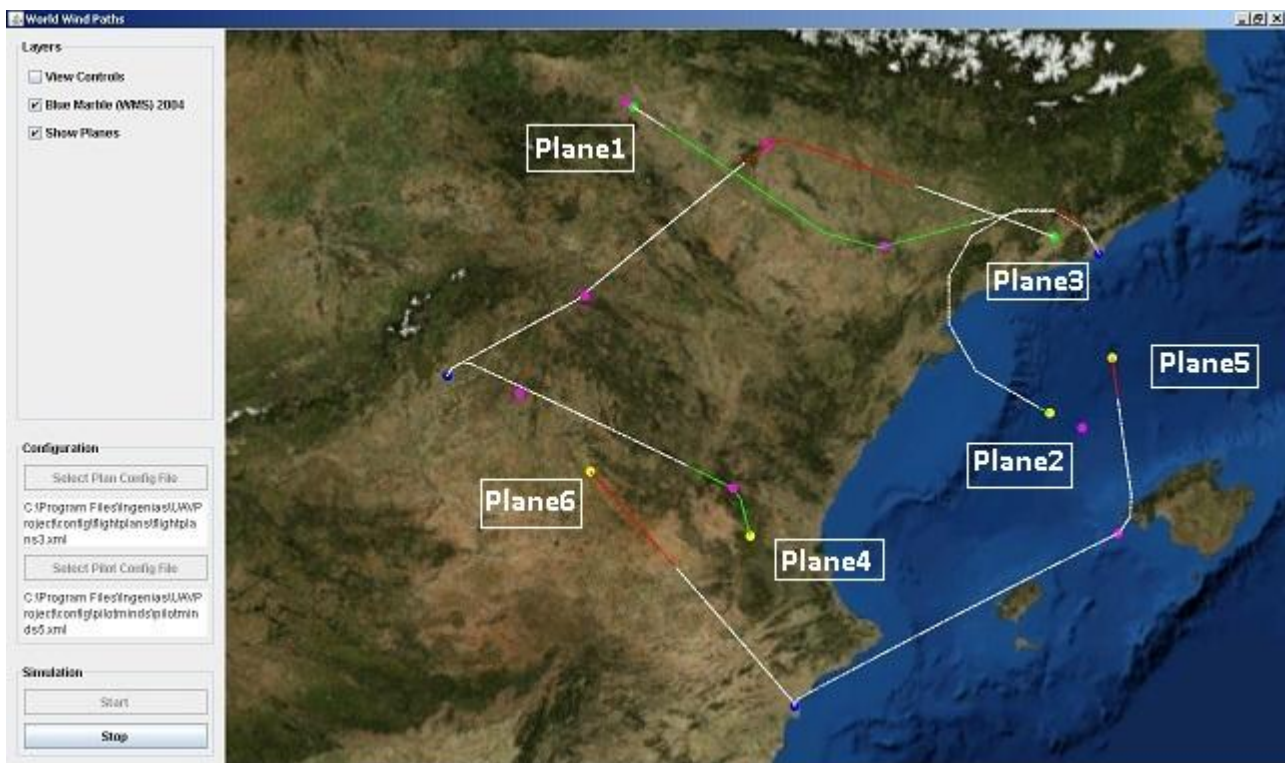 World Wind Paths
Layers
View Controls
Blue Marble (WMS) 2004
Show Planes
Configuration
Select Plan Config File
C:\Program Files\Ingenias\UAVP
roject\config\flightplans\flightpla
ns3.xml
Select Pilot Config File
C:\Program Files\Ingenias\UAVP
roject\config\pilotminds\pilotmin
ds5.xml
Simulation
Start
Stop
Plane1
Plane3
Plane5
Plane2
Plane6
Plane4